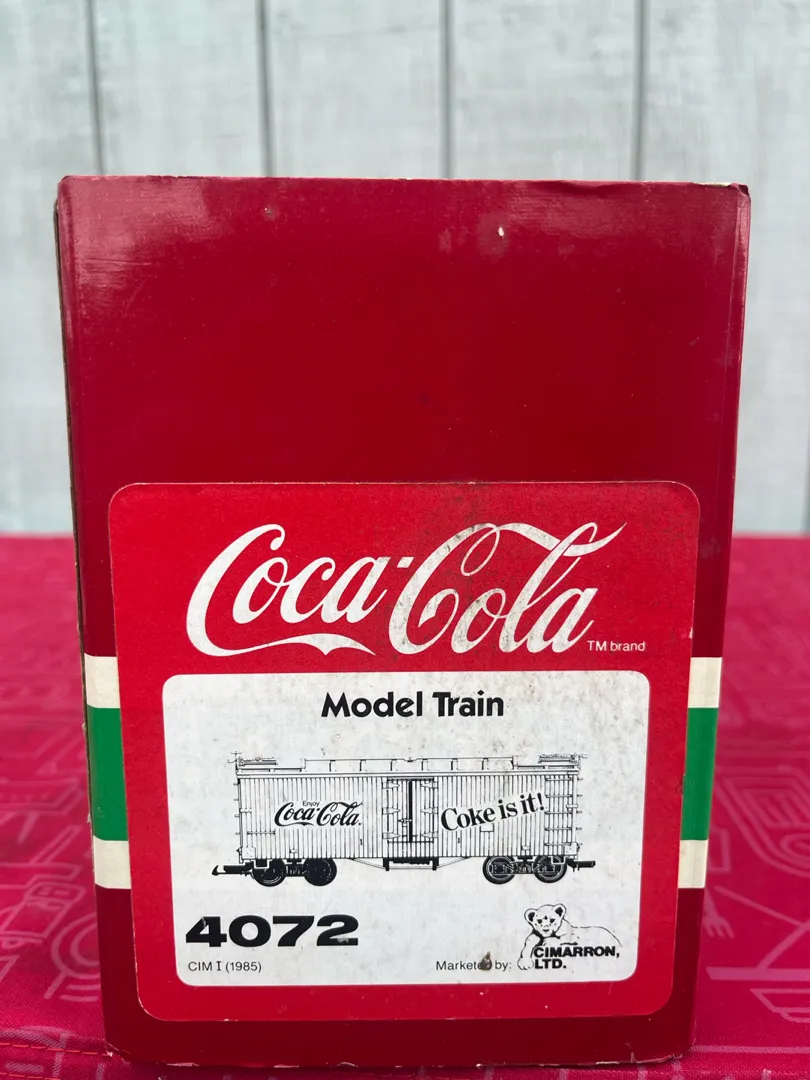 Coca-Cola
TM brand
Model Train
Enjoy
Coca-Cola.
Coke is it!
4072
CIM I (1985)
Marketed by:
CIMARRON,
LTD.